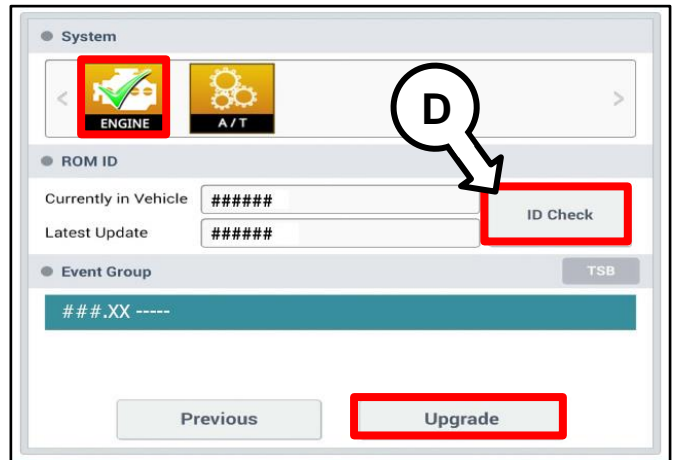 System
<
ENGINE
A/T
D
>
ROM ID
Currently in Vehicle ######
ID Check
Latest Update ######
Event Group
TSB
###.XX -----
Previous
Upgrade